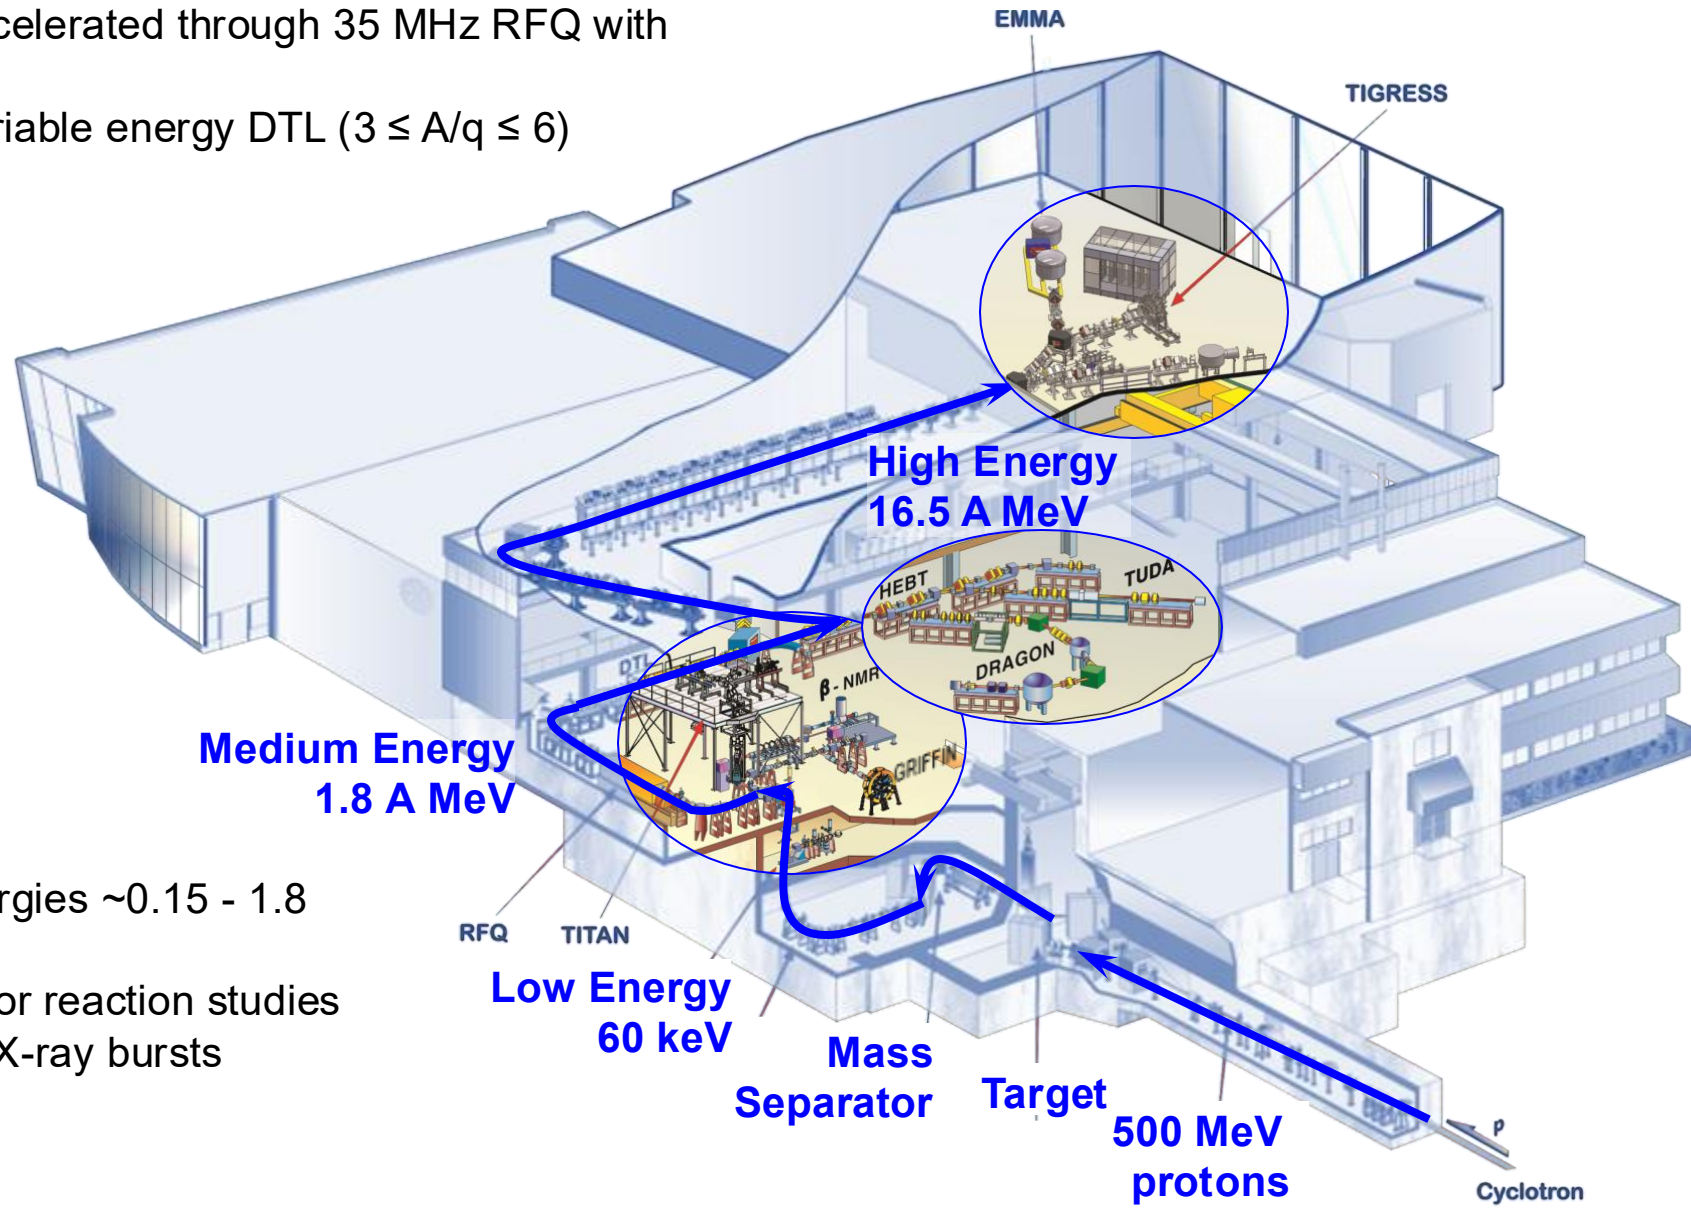 celerated through 35 MHz RFQ with
EMMA
TIGRESS
riable energy DTL (3 ≤ A/q ≤ 6)
High Energy
16.5 A MeV
HEBT
TUDA
DRAGON
DTL
β-NMR
GRIFFIN
Medium Energy
1.8 A MeV
rgies ~0.15 - 1.8
RFQ
TITAN
or reaction studies
X-ray bursts
Low Energy
60 keV
Mass
Separator
Target
500 MeV
protons
P
Cyclotron